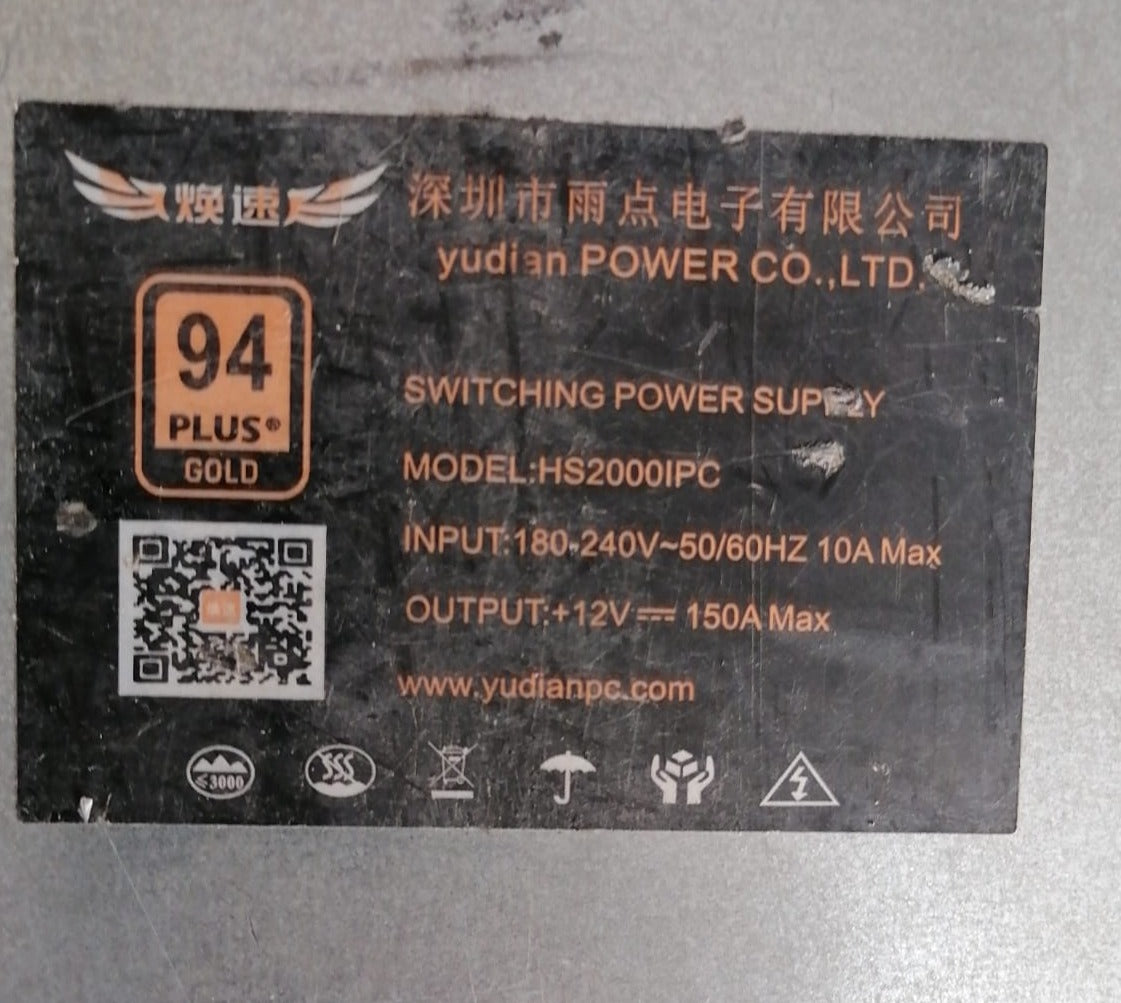 焕速
深圳市雨点电子有限公司
yudian POWER CO.,LTD.
94
PLUS®
GOLD
SWITCHING POWER SUPPLY
MODEL:HS2000IPC
INPUT:180-240V~50/60HZ 10A Max
OUTPUT:+12V⎓150A Max
www.yudianpc.com
≤3000